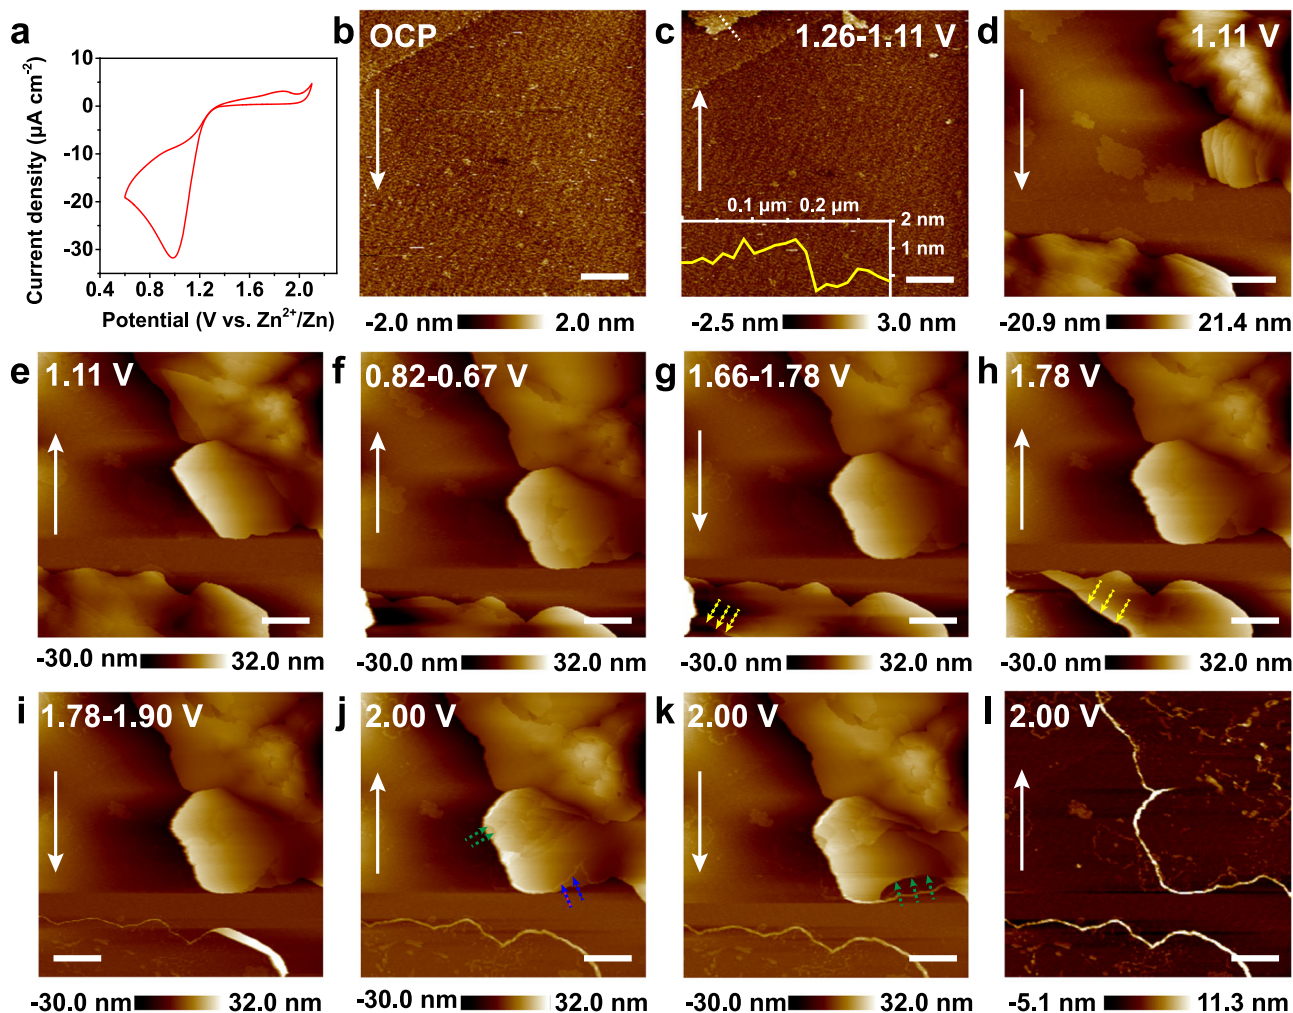 a
10
0
-10
-20
-30
Current density (μA cm⁻²)
0.4 0.8 1.2 1.6 2.0
Potential (V vs. Zn²⁺/Zn)
b OCP
-2.0 nm 2.0 nm
c 1.26-1.11 V
0.1 μm 0.2 μm
2 nm
1 nm
-2.5 nm 3.0 nm
d 1.11 V
-20.9 nm 21.4 nm
e 1.11 V
-30.0 nm 32.0 nm
f 0.82-0.67 V
-30.0 nm 32.0 nm
g 1.66-1.78 V
-30.0 nm 32.0 nm
h 1.78 V
-30.0 nm 32.0 nm
i 1.78-1.90 V
-30.0 nm 32.0 nm
j 2.00 V
-30.0 nm 32.0 nm
k 2.00 V
-30.0 nm 32.0 nm
l 2.00 V
-5.1 nm 11.3 nm